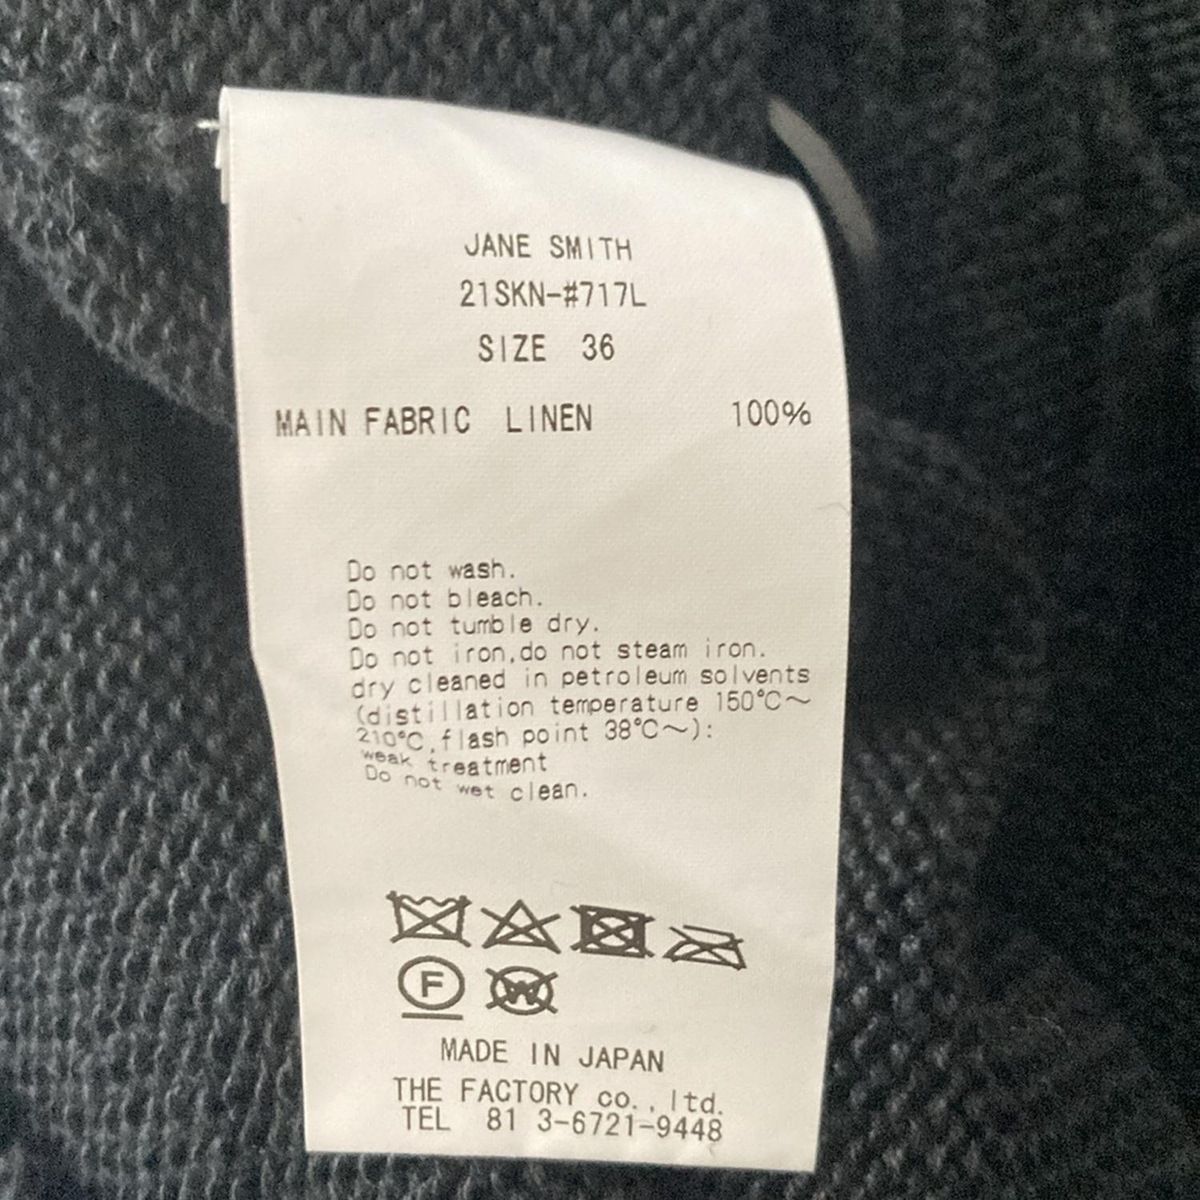 JANE SMITH
21SKN-#717L
SIZE 36
MAIN FABRIC LINEN 100%
Do not wash.
Do not bleach.
Do not tumble dry.
Do not iron,do not steam iron.
dry cleaned in petroleum solvents
(distillation temperature 150℃~
210℃,flash point 38℃~):
weak treatment
Do not wet clean.
F W
MADE IN JAPAN
THE FACTORY co.,ltd.
TEL 81 3-6721-9448